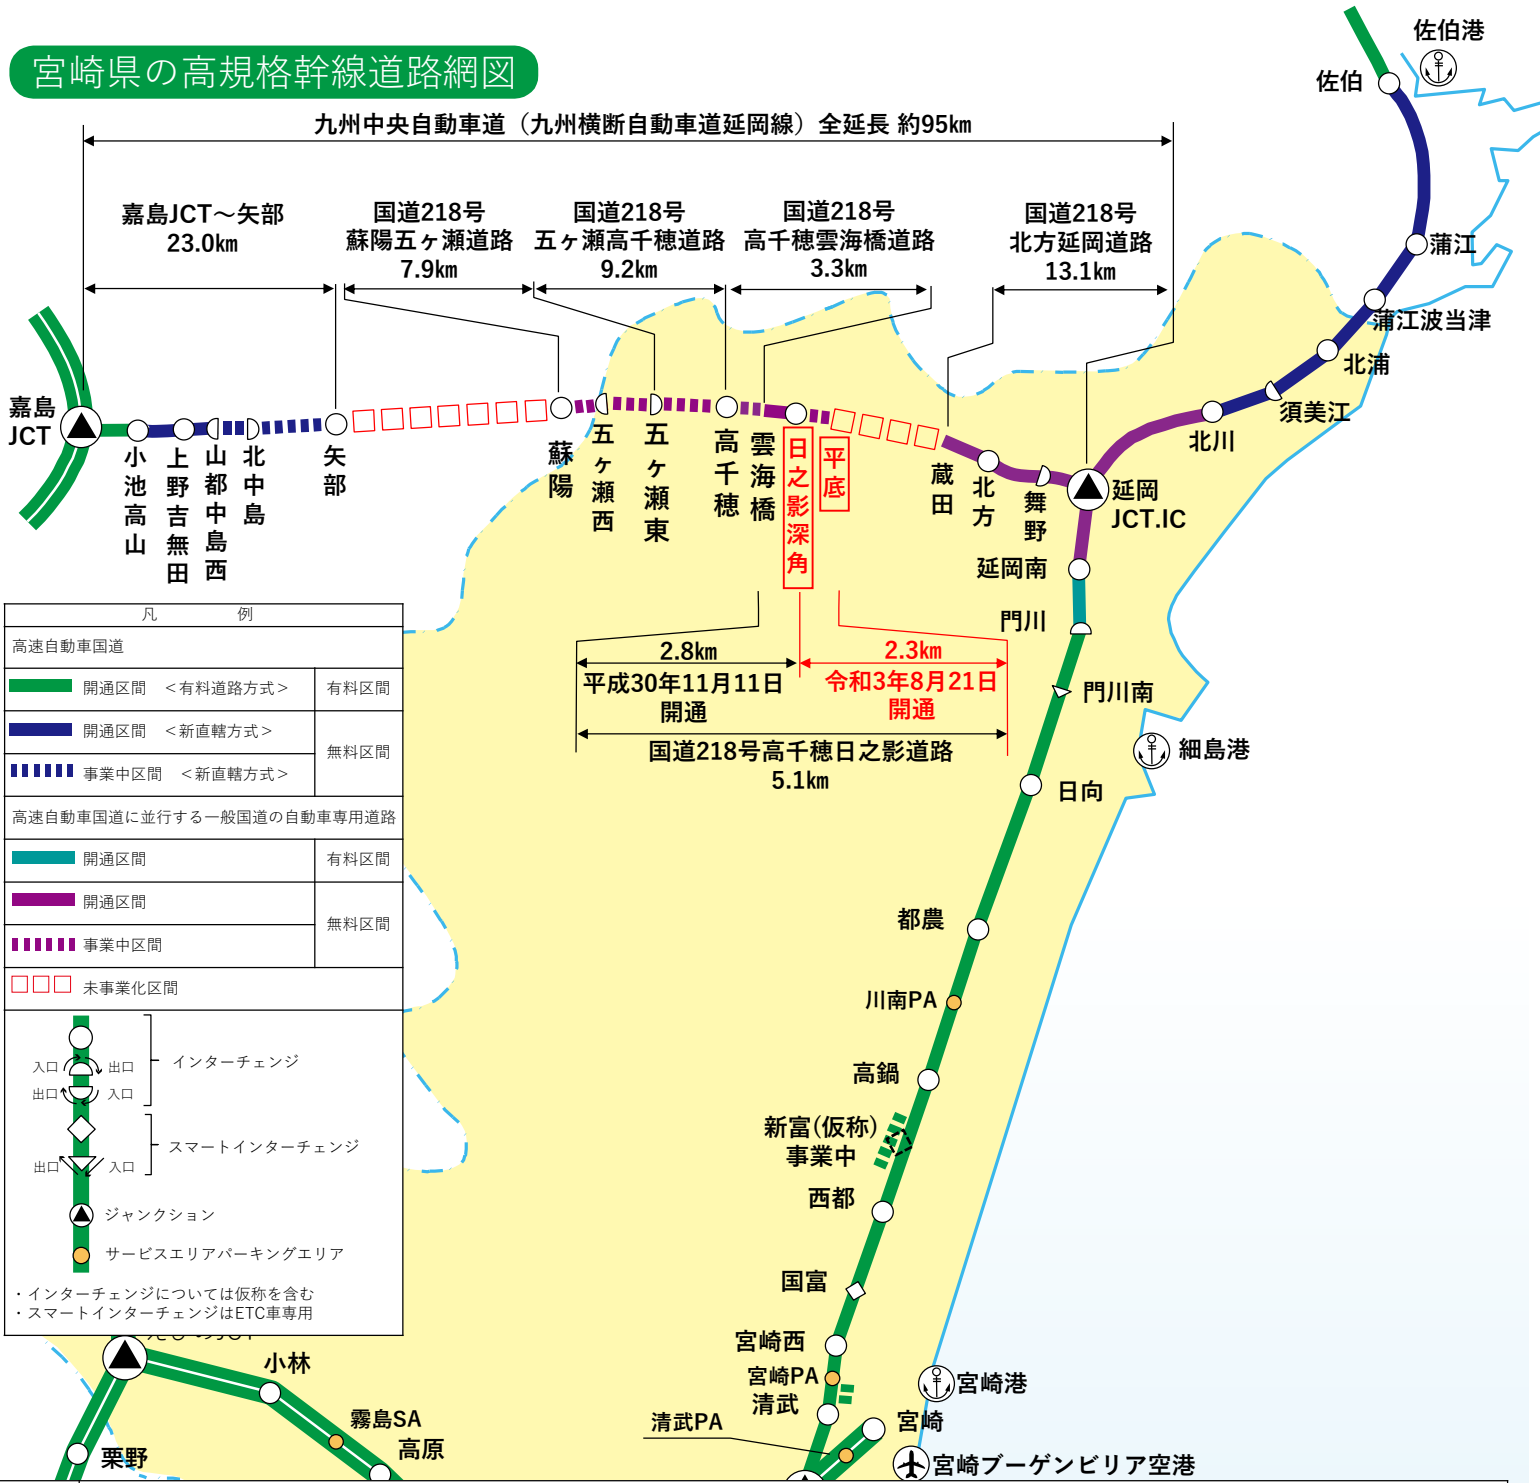 宮崎県の高規格幹線道路網図
佐伯港
佐伯
九州中央自動車道（九州横断自動車道延岡線）全延長 約95km
嘉島JCT～矢部
23.0km
国道218号
蘇陽五ヶ瀬道路
7.9km
国道218号
五ヶ瀬高千穂道路
9.2km
国道218号
高千穂雲海橋道路
3.3km
国道218号
北方延岡道路
13.1km
蒲江
蒲江波当津
北浦
須美江
北川
嘉島
JCT
小池高山
上野吉無田
山都中島西
北中島
矢部
蘇陽
五ヶ瀬西
五ヶ瀬東
高千穂
雲海橋
日之影深角
平底
蔵田
北方
舞野
延岡
JCT.IC
延岡南
門川
2.8km
平成30年11月11日
開通
2.3km
令和3年8月21日
開通
国道218号高千穂日之影道路
5.1km
門川南
細島港
日向
都農
川南PA
高鍋
新富(仮称)
事業中
西都
国富
宮崎西
宮崎PA
清武
宮崎港
宮崎
清武PA
宮崎ブーゲンビリア空港
凡 例
高速自動車国道
開通区間 ＜有料道路方式＞ 有料区間
開通区間 ＜新直轄方式＞
無料区間
事業中区間 ＜新直轄方式＞
高速自動車国道に並行する一般国道の自動車専用道路
開通区間 有料区間
開通区間
無料区間
事業中区間
未事業化区間
インターチェンジ
入口 出口
出口 入口
スマートインターチェンジ
出口 入口
ジャンクション
サービスエリアパーキングエリア
・インターチェンジについては仮称を含む
・スマートインターチェンジはETC車専用
小林
霧島SA
高原
栗野